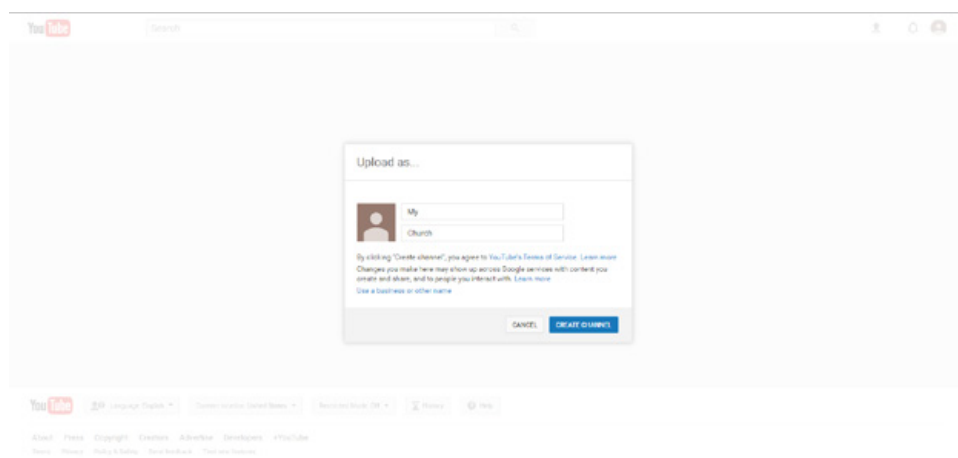 YouTube
Search
Upload as...
My
Church
By clicking "Create channel", you agree to YouTube's Terms of Service. Learn more
Changes you make here may show up across Google services with content you
create and share, and to people you interact with. Learn more
Use a business or other name
CANCEL CREATE CHANNEL
YouTube Language: English Restricted Mode: Off History Help
About Press Copyright Creators Advertise Developers +YouTube
Terms Privacy Policy & Safety Send feedback